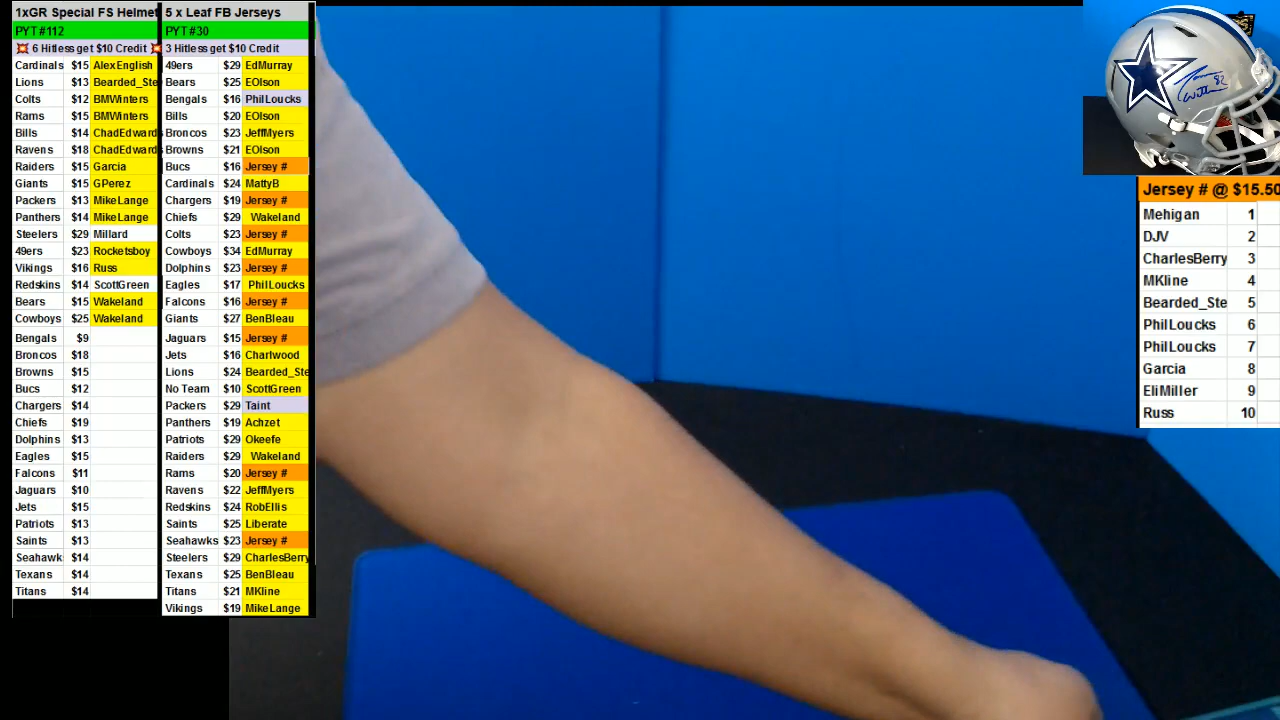 1xGR Special FS Helmet
PYT #112
6 Hitless get $10 Credit
Cardinals $15 AlexEnglish
Lions $13 Bearded_Ste
Colts $12 BMWinters
Rams $15 BMWinters
Bills $14 ChadEdwards
Ravens $18 ChadEdwards
Raiders $15 Garcia
Giants $15 GPerez
Packers $13 MikeLange
Panthers $14 MikeLange
Steelers $29 Millard
49ers $23 Rocketsboy
Vikings $16 Russ
Redskins $14 ScottGreen
Bears $15 Wakeland
Cowboys $25 Wakeland
Bengals $9
Broncos $18
Browns $15
Bucs $12
Chargers $14
Chiefs $19
Dolphins $13
Eagles $15
Falcons $11
Jaguars $10
Jets $15
Patriots $13
Saints $13
Seahawk $14
Texans $14
Titans $14
5 x Leaf FB Jerseys
PYT #30
3 Hitless get $10 Credit
49ers $29 EdMurray
Bears $25 EOlson
Bengals $16 PhilLoucks
Bills $20 EOlson
Broncos $23 JeffMyers
Browns $21 EOlson
Bucs $16 Jersey #
Cardinals $24 MattyB
Chargers $19 Jersey #
Chiefs $29 Wakeland
Colts $23 Jersey #
Cowboys $34 EdMurray
Dolphins $23 Jersey #
Eagles $17 PhilLoucks
Falcons $16 Jersey #
Giants $27 BenBleau
Jaguars $15 Jersey #
Jets $16 Charlwood
Lions $24 Bearded_Ste
No Team $10 ScottGreen
Packers $29 Taint
Panthers $19 Achzet
Patriots $29 Okeefe
Raiders $29 Wakeland
Rams $20 Jersey #
Ravens $22 JeffMyers
Redskins $24 RobEllis
Saints $25 Liberate
Seahawks $23 Jersey #
Steelers $29 CharlesBerry
Texans $25 BenBleau
Titans $21 MKline
Vikings $19 MikeLange
Jersey # @ $15.50
Mehigan 1
DJV 2
CharlesBerry 3
MKline 4
Bearded_Ste 5
PhilLoucks 6
PhilLoucks 7
Garcia 8
EliMiller 9
Russ 10